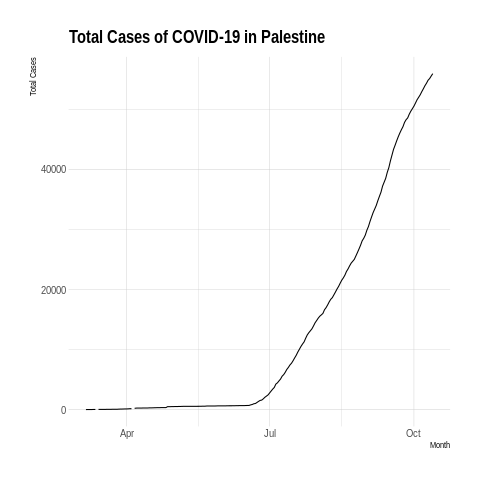 Total Cases of COVID-19 in Palestine
Total Cases
40000
20000
0
Apr Jul Oct
Month